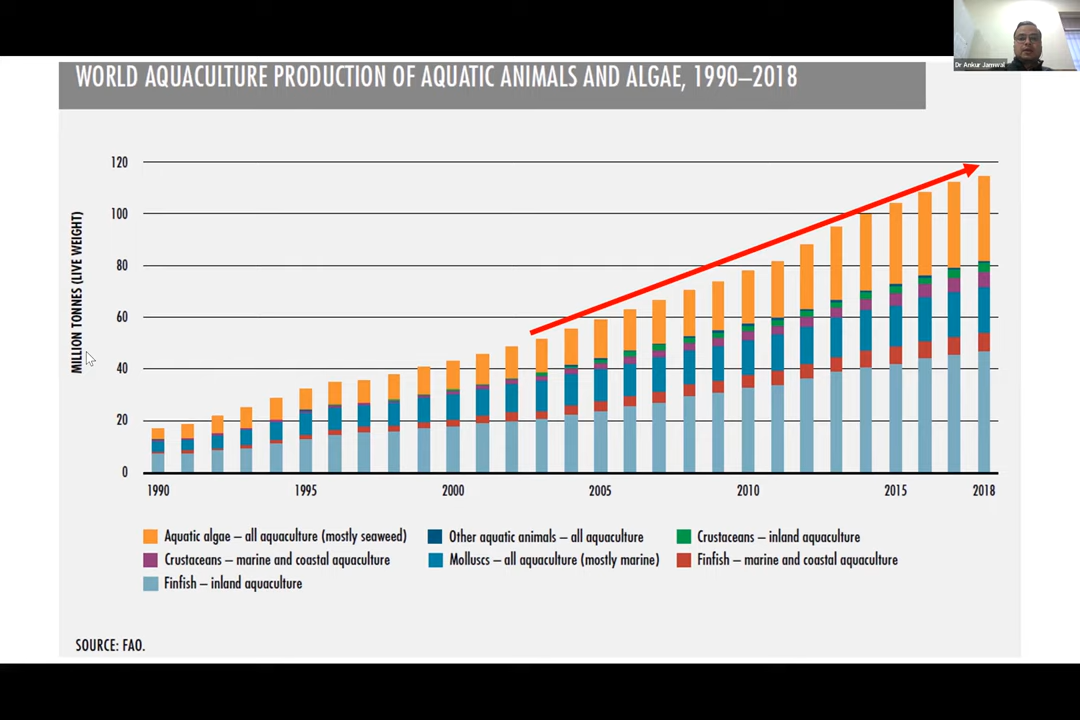 Dr Ankur Jamwal
WORLD AQUACULTURE PRODUCTION OF AQUATIC ANIMALS AND ALGAE, 1990–2018
MILLION TONNES (LIVE WEIGHT)
120
100
80
60
40
20
0
1990 1995 2000 2005 2010 2015 2018
Aquatic algae – all aquaculture (mostly seaweed) Other aquatic animals – all aquaculture Crustaceans – inland aquaculture
Crustaceans – marine and coastal aquaculture Molluscs – all aquaculture (mostly marine) Finfish – marine and coastal aquaculture
Finfish – inland aquaculture
SOURCE: FAO.